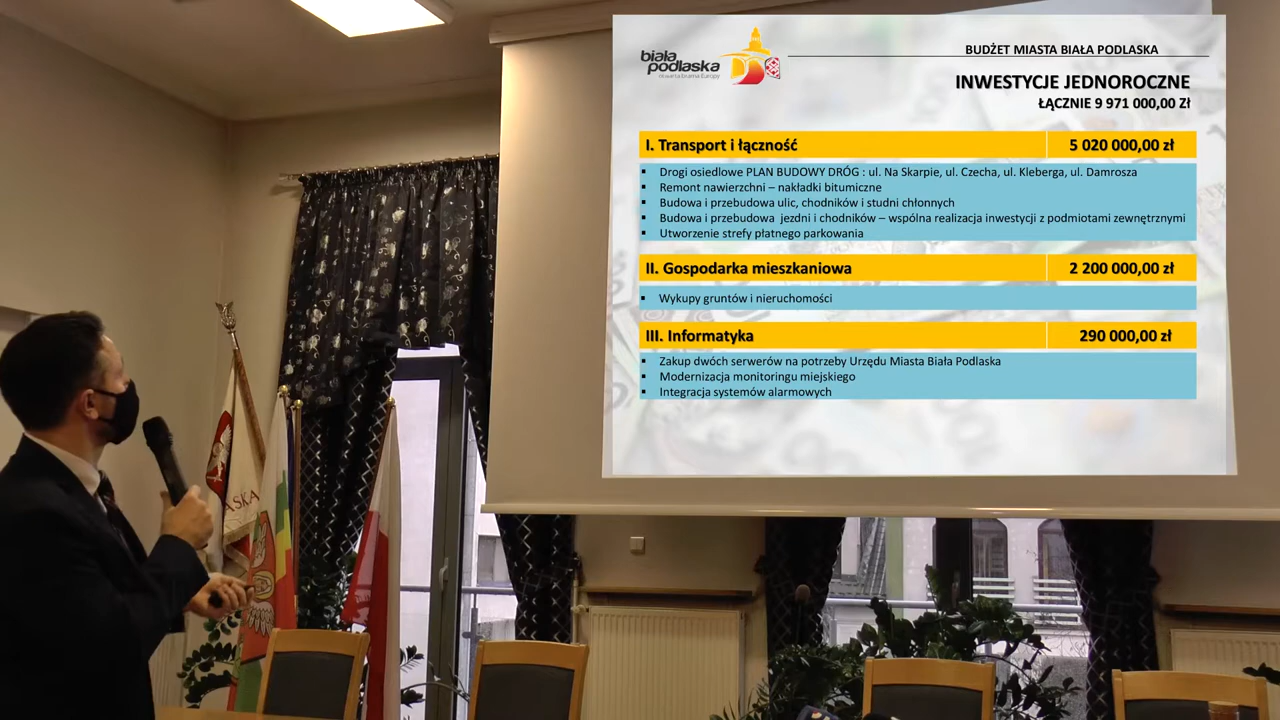 biała
podlaska
otwarta brama Europy
BUDŻET MIASTA BIAŁA PODLASKA
INWESTYCJE JEDNOROCZNE
ŁĄCZNIE 9 971 000,00 Zł
I. Transport i łączność 5 020 000,00 zł
▪ Drogi osiedlowe PLAN BUDOWY DRÓG : ul. Na Skarpie, ul. Czecha, ul. Kleberga, ul. Damrosza
▪ Remont nawierzchni – nakładki bitumiczne
▪ Budowa i przebudowa ulic, chodników i studni chłonnych
▪ Budowa i przebudowa jezdni i chodników – wspólna realizacja inwestycji z podmiotami zewnętrznymi
▪ Utworzenie strefy płatnego parkowania
II. Gospodarka mieszkaniowa 2 200 000,00 zł
▪ Wykupy gruntów i nieruchomości
III. Informatyka 290 000,00 zł
▪ Zakup dwóch serwerów na potrzeby Urzędu Miasta Biała Podlaska
▪ Modernizacja monitoringu miejskiego
▪ Integracja systemów alarmowych
ASKA